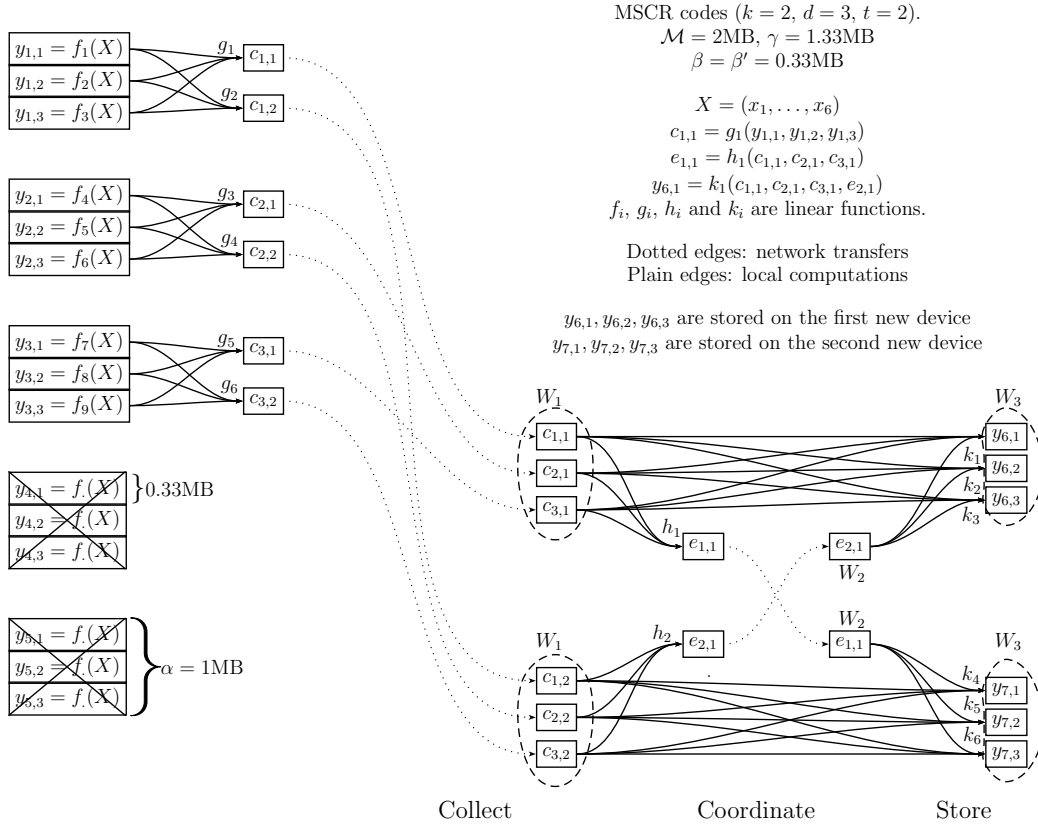 MSCR codes (k = 2, d = 3, t = 2).
ℳ = 2MB, γ = 1.33MB
β = β′ = 0.33MB
X = (x₁, . . . , x₆)
c₁,₁ = g₁(y₁,₁, y₁,₂, y₁,₃)
e₁,₁ = h₁(c₁,₁, c₂,₁, c₃,₁)
y₆,₁ = k₁(c₁,₁, c₂,₁, c₃,₁, e₂,₁)
fᵢ, gᵢ, hᵢ and kᵢ are linear functions.
Dotted edges: network transfers
Plain edges: local computations
y₆,₁, y₆,₂, y₆,₃ are stored on the first new device
y₇,₁, y₇,₂, y₇,₃ are stored on the second new device
y₁,₁ = f₁(X)
y₁,₂ = f₂(X)
y₁,₃ = f₃(X)
g₁
c₁,₁
g₂
c₁,₂
y₂,₁ = f₄(X)
y₂,₂ = f₅(X)
y₂,₃ = f₆(X)
g₃
c₂,₁
g₄
c₂,₂
y₃,₁ = f₇(X)
y₃,₂ = f₈(X)
y₃,₃ = f₉(X)
g₅
c₃,₁
g₆
c₃,₂
y₄,₁ = f.(X)
y₄,₂ = f.(X)
y₄,₃ = f.(X)
0.33MB
y₅,₁ = f.(X)
y₅,₂ = f.(X)
y₅,₃ = f.(X)
α = 1MB
W₁
c₁,₁
c₂,₁
c₃,₁
h₁
e₁,₁
e₂,₁
W₂
W₃
y₆,₁
k₁
y₆,₂
k₂
y₆,₃
k₃
W₁
c₁,₂
c₂,₂
c₃,₂
h₂
e₂,₁
W₂
e₁,₁
W₃
k₄
y₇,₁
k₅
y₇,₂
k₆
y₇,₃
Collect
Coordinate
Store